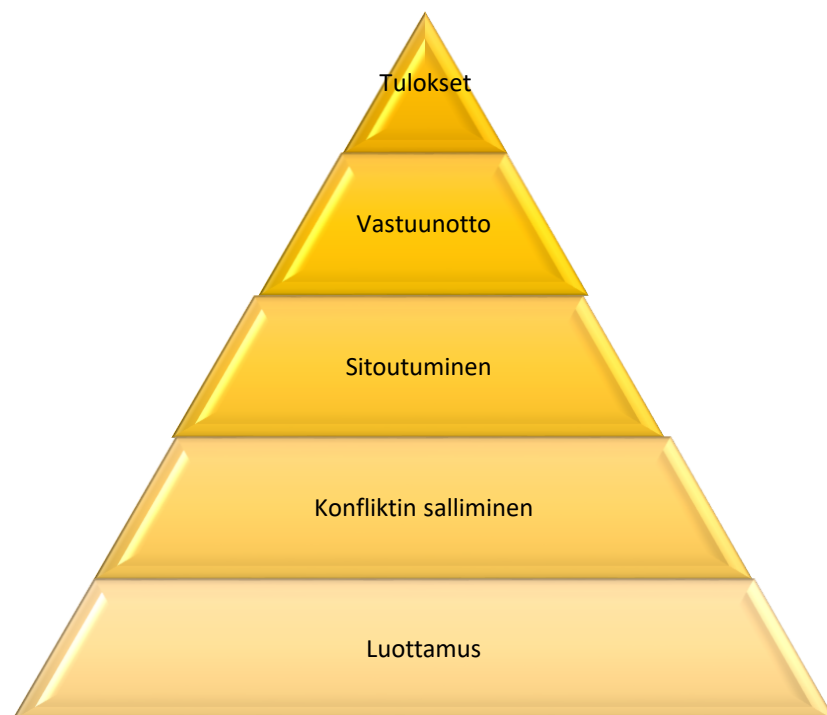 Tulokset
Vastuunotto
Sitoutuminen
Konfliktin salliminen
Luottamus